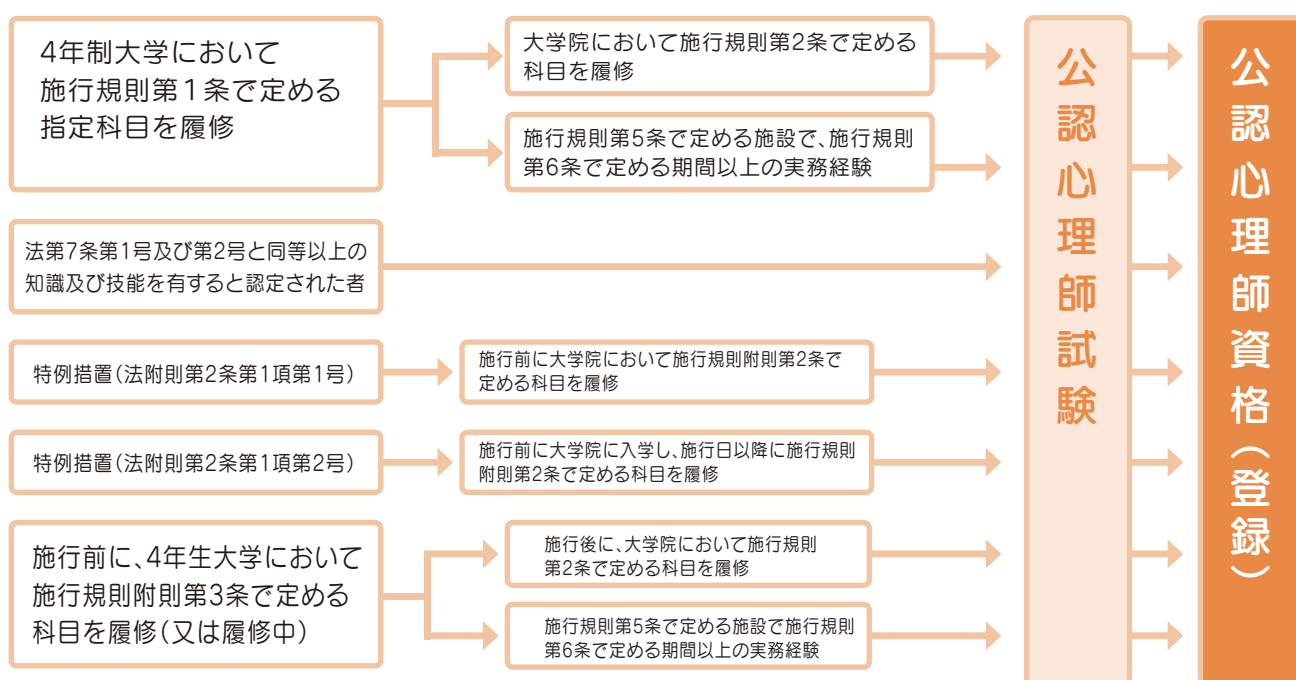 4年制大学において
施行規則第1条で定める
指定科目を履修
大学院において施行規則第2条で定める
科目を履修
施行規則第5条で定める施設で、施行規則
第6条で定める期間以上の実務経験
法第7条第1号及び第2号と同等以上の
知識及び技能を有すると認定された者
特例措置(法附則第2条第1項第1号)
施行前に大学院において施行規則附則第2条で
定める科目を履修
特例措置(法附則第2条第1項第2号)
施行前に大学院に入学し、施行日以降に施行規則
附則第2条で定める科目を履修
施行前に、4年生大学において
施行規則附則第3条で定める
科目を履修(又は履修中)
施行後に、大学院において施行規則
第2条で定める科目を履修
施行規則第5条で定める施設で施行規則
第6条で定める期間以上の実務経験
公認心理師試験
公認心理師資格(登録)